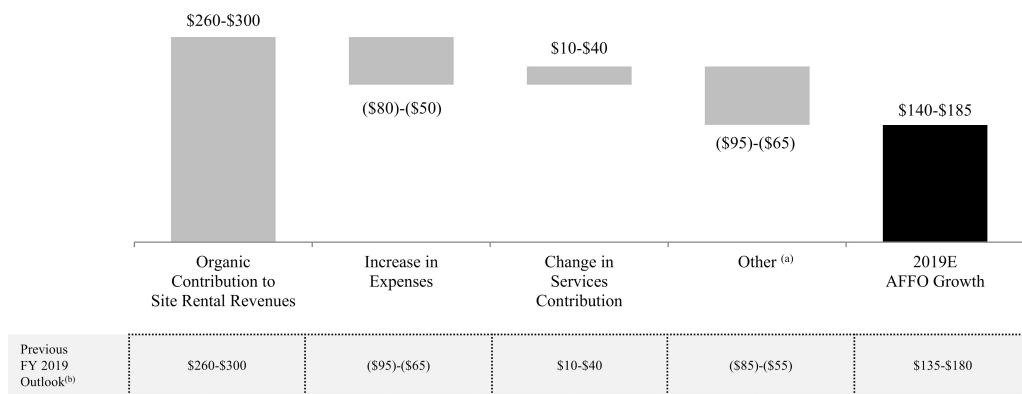 $260-$300
($80)-($50)
$10-$40
($95)-($65)
$140-$185
Organic
Contribution to
Site Rental Revenues
Increase in
Expenses
Change in
Services
Contribution
Other (a)
2019E
AFFO Growth
Previous
FY 2019
Outlook(b)
$260-$300
($95)-($65)
$10-$40
($85)-($55)
$135-$180